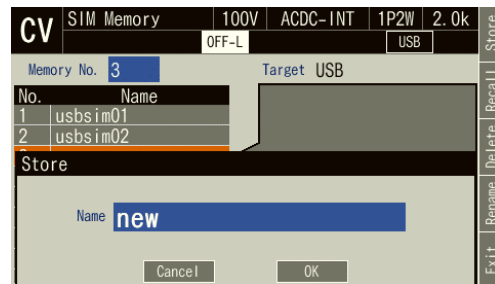 CV SIM Memory 100V ACDC-INT 1P2W 2.0k
OFF-L USB
Memory No. 3 Target USB
No. Name
1 usbsim01
2 usbsim02
Store
Name new
Cancel OK
Store
Recall
Delete
Rename
Exit